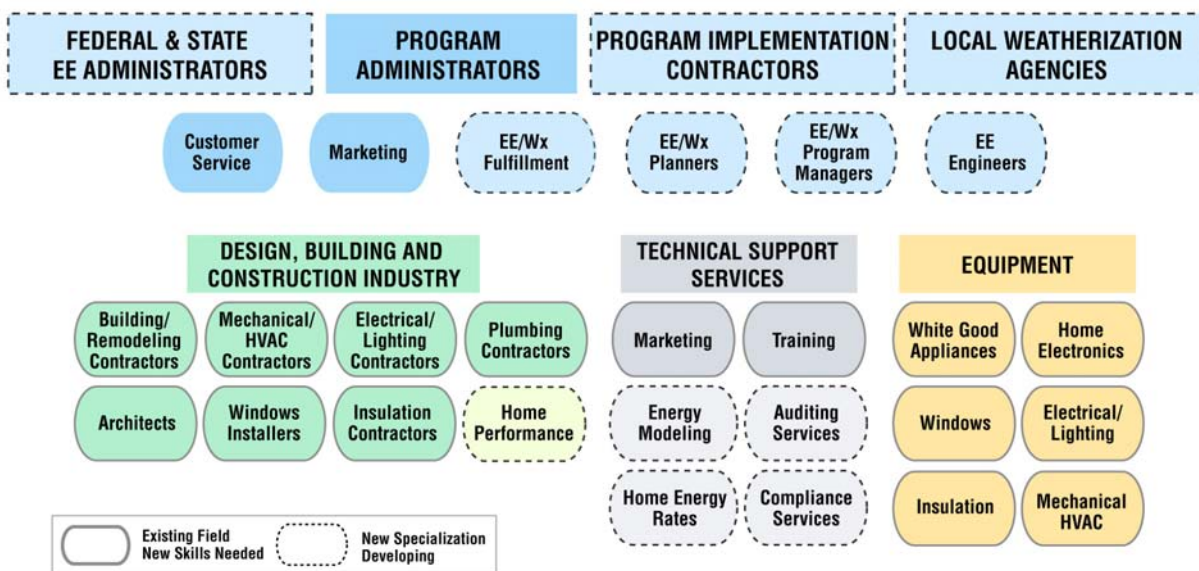 FEDERAL & STATE
EE ADMINISTRATORS
PROGRAM
ADMINISTRATORS
PROGRAM IMPLEMENTATION
CONTRACTORS
LOCAL WEATHERIZATION
AGENCIES
Customer
Service
Marketing
EE/Wx
Fulfillment
EE/Wx
Planners
EE/Wx
Program
Managers
EE
Engineers
DESIGN, BUILDING AND
CONSTRUCTION INDUSTRY
Building/
Remodeling
Contractors
Mechanical/
HVAC
Contractors
Electrical/
Lighting
Contractors
Plumbing
Contractors
Architects
Windows
Installers
Insulation
Contractors
Home
Performance
TECHNICAL SUPPORT
SERVICES
Marketing
Training
Energy
Modeling
Auditing
Services
Home Energy
Rates
Compliance
Services
EQUIPMENT
White Good
Appliances
Home
Electronics
Windows
Electrical/
Lighting
Insulation
Mechanical
HVAC
Existing Field
New Skills Needed
New Specialization
Developing